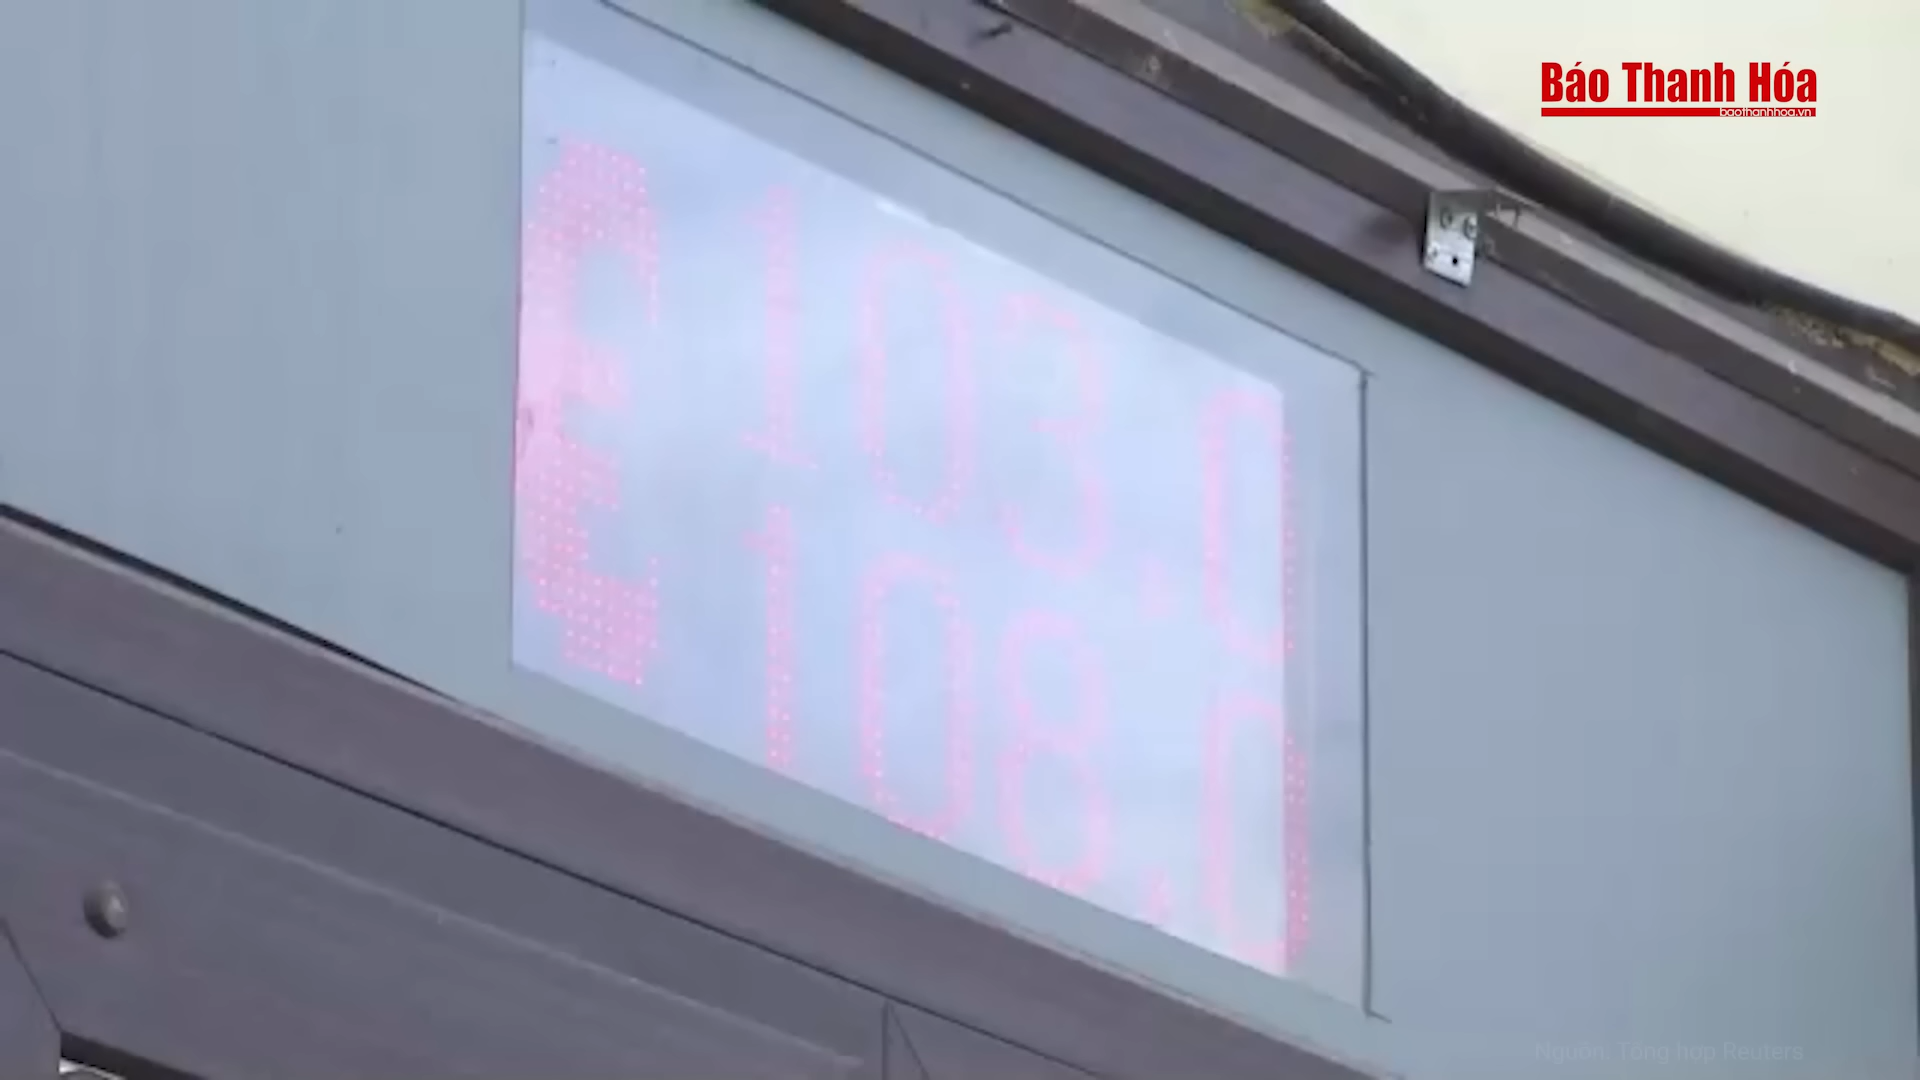 Báo Thanh Hóa
baothanhhoa.vn
€ 103,0
108,0
Nguồn: Tổng hợp Reuters